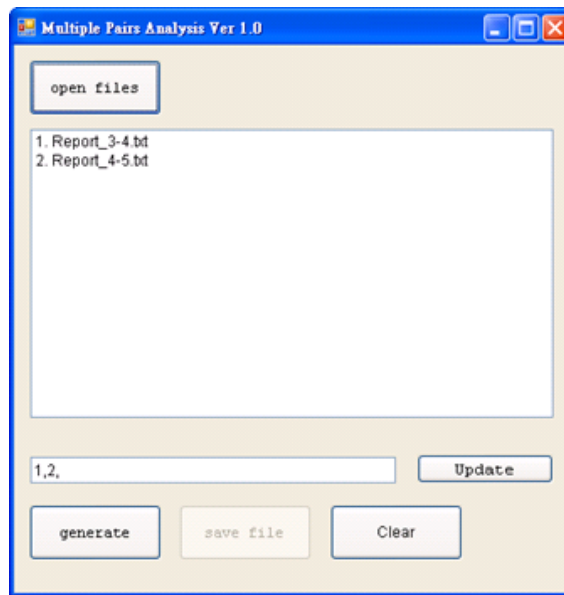 Multiple Pairs Analysis Ver 1.0
open files
1. Report_3-4.txt
2. Report_4-5.txt
1,2,
Update
generate
save file
Clear